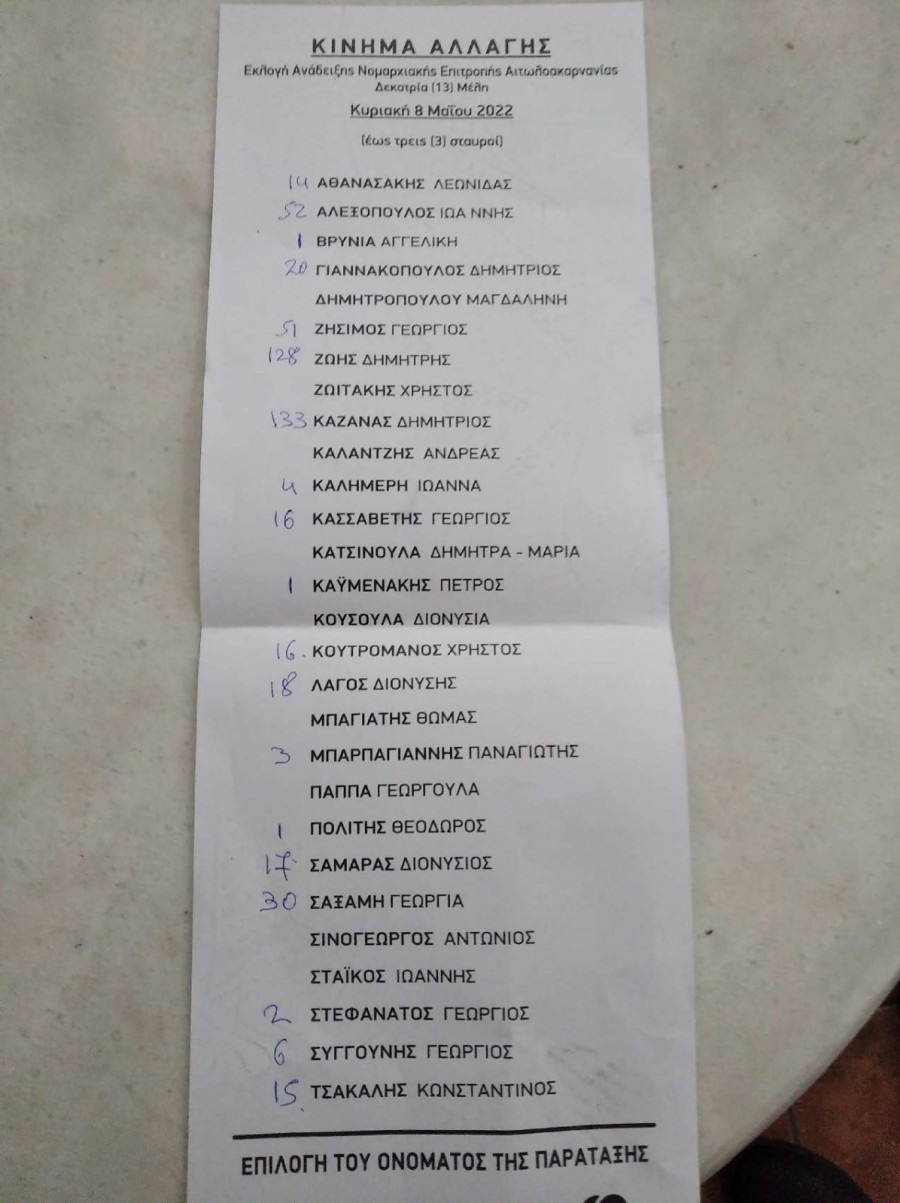 ΚΙΝΗΜΑ ΑΛΛΑΓΗΣ
Εκλογή Ανάδειξης Νομαρχιακής Επιτροπής Αιτωλοακαρνανίας
Δεκατρία (13) Μέλη
Κυριακή 8 Μαΐου 2022
(έως τρεις (3) σταυροί)
14 ΑΘΑΝΑΣΑΚΗΣ ΛΕΩΝΙΔΑΣ
52 ΑΛΕΞΟΠΟΥΛΟΣ ΙΩΑ ΝΝΗΣ
1 ΒΡΥΝΙΑ ΑΓΓΕΛΙΚΗ
20 ΓΙΑΝΝΑΚΟΠΟΥΛΟΣ ΔΗΜΗΤΡΙΟΣ
ΔΗΜΗΤΡΟΠΟΥΛΟΥ ΜΑΓΔΑΛΗΝΗ
51 ΖΗΣΙΜΟΣ ΓΕΩΡΓΙΟΣ
128 ΖΩΗΣ ΔΗΜΗΤΡΗΣ
ΖΩΙΤΑΚΗΣ ΧΡΗΣΤΟΣ
133 ΚΑΖΑΝΑΣ ΔΗΜΗΤΡΙΟΣ
ΚΑΛΑΝΤΖΗΣ ΑΝΔΡΕΑΣ
4 ΚΑΛΗΜΕΡΗ ΙΩΑΝΝΑ
16 ΚΑΣΣΑΒΕΤΗΣ ΓΕΩΡΓΙΟΣ
ΚΑΤΣΙΝΟΥΛΑ ΔΗΜΗΤΡΑ - ΜΑΡΙΑ
1 ΚΑΫΜΕΝΑΚΗΣ ΠΕΤΡΟΣ
ΚΟΥΣΟΥΛΑ ΔΙΟΝΥΣΙΑ
16. ΚΟΥΤΡΟΜΑΝΟΣ ΧΡΗΣΤΟΣ
18 ΛΑΓΟΣ ΔΙΟΝΥΣΗΣ
ΜΠΑΓΙΑΤΗΣ ΘΩΜΑΣ
3 ΜΠΑΡΠΑΓΙΑΝΝΗΣ ΠΑΝΑΓΙΩΤΗΣ
ΠΑΠΠΑ ΓΕΩΡΓΟΥΛΑ
1 ΠΟΛΙΤΗΣ ΘΕΟΔΩΡΟΣ
17 ΣΑΜΑΡΑΣ ΔΙΟΝΥΣΙΟΣ
30 ΣΑΞΑΜΗ ΓΕΩΡΓΙΑ
ΣΙΝΟΓΕΩΡΓΟΣ ΑΝΤΩΝΙΟΣ
ΣΤΑΪΚΟΣ ΙΩΑΝΝΗΣ
2 ΣΤΕΦΑΝΑΤΟΣ ΓΕΩΡΓΙΟΣ
6 ΣΥΓΓΟΥΝΗΣ ΓΕΩΡΓΙΟΣ
15. ΤΣΑΚΑΛΗΣ ΚΩΝΣΤΑΝΤΙΝΟΣ
ΕΠΙΛΟΓΗ ΤΟΥ ΟΝΟΜΑΤΟΣ ΤΗΣ ΠΑΡΑΤΑΞΗΣ